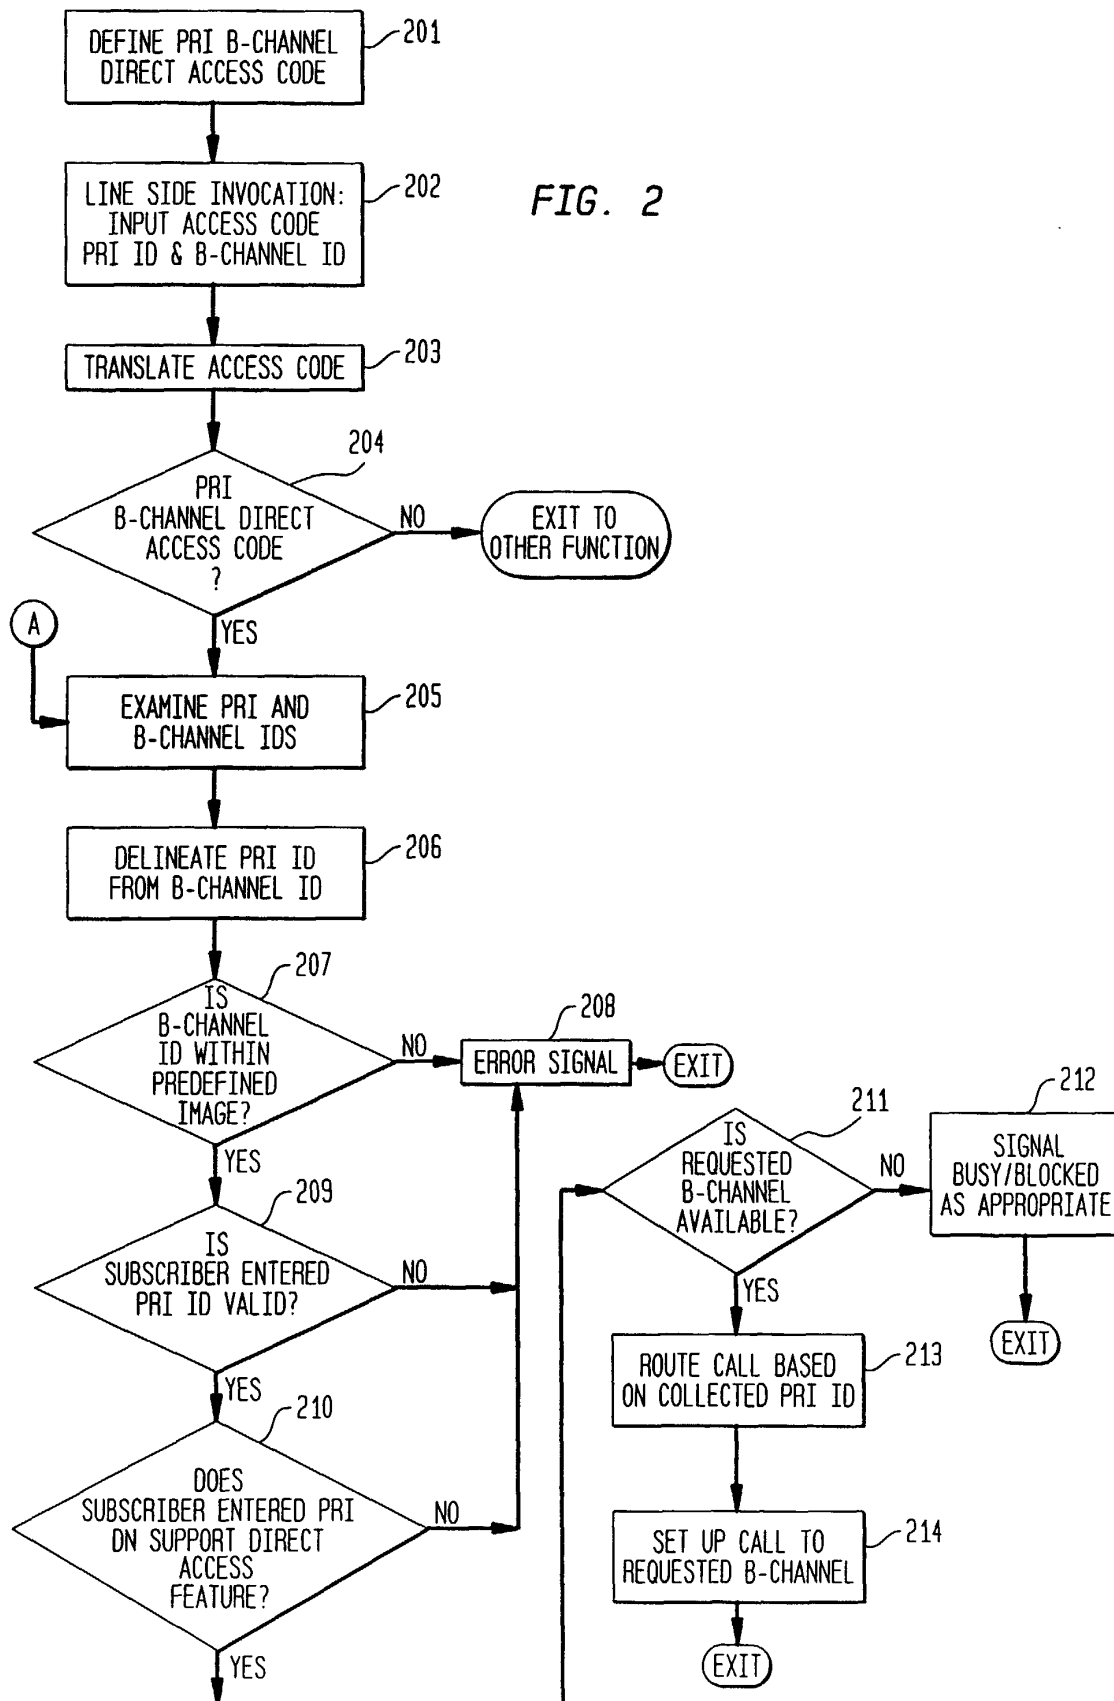 DEFINE PRI B-CHANNEL
DIRECT ACCESS CODE
201
LINE SIDE INVOCATION:
INPUT ACCESS CODE
PRI ID & B-CHANNEL ID
202
FIG. 2
TRANSLATE ACCESS CODE
203
204
PRI
B-CHANNEL DIRECT
ACCESS CODE
?
NO
EXIT TO
OTHER FUNCTION
YES
A
EXAMINE PRI AND
B-CHANNEL IDS
205
DELINEATE PRI ID
FROM B-CHANNEL ID
206
207
IS
B-CHANNEL
ID WITHIN
PREDEFINED
IMAGE?
NO
208
ERROR SIGNAL
EXIT
YES
209
IS
SUBSCRIBER ENTERED
PRI ID VALID?
NO
YES
210
DOES
SUBSCRIBER ENTERED PRI
DN SUPPORT DIRECT
ACCESS
FEATURE?
NO
YES
211
IS
REQUESTED
B-CHANNEL
AVAILABLE?
NO
212
SIGNAL
BUSY/BLOCKED
AS APPROPRIATE
EXIT
YES
ROUTE CALL BASED
ON COLLECTED PRI ID
213
SET UP CALL TO
REQUESTED B-CHANNEL
214
EXIT